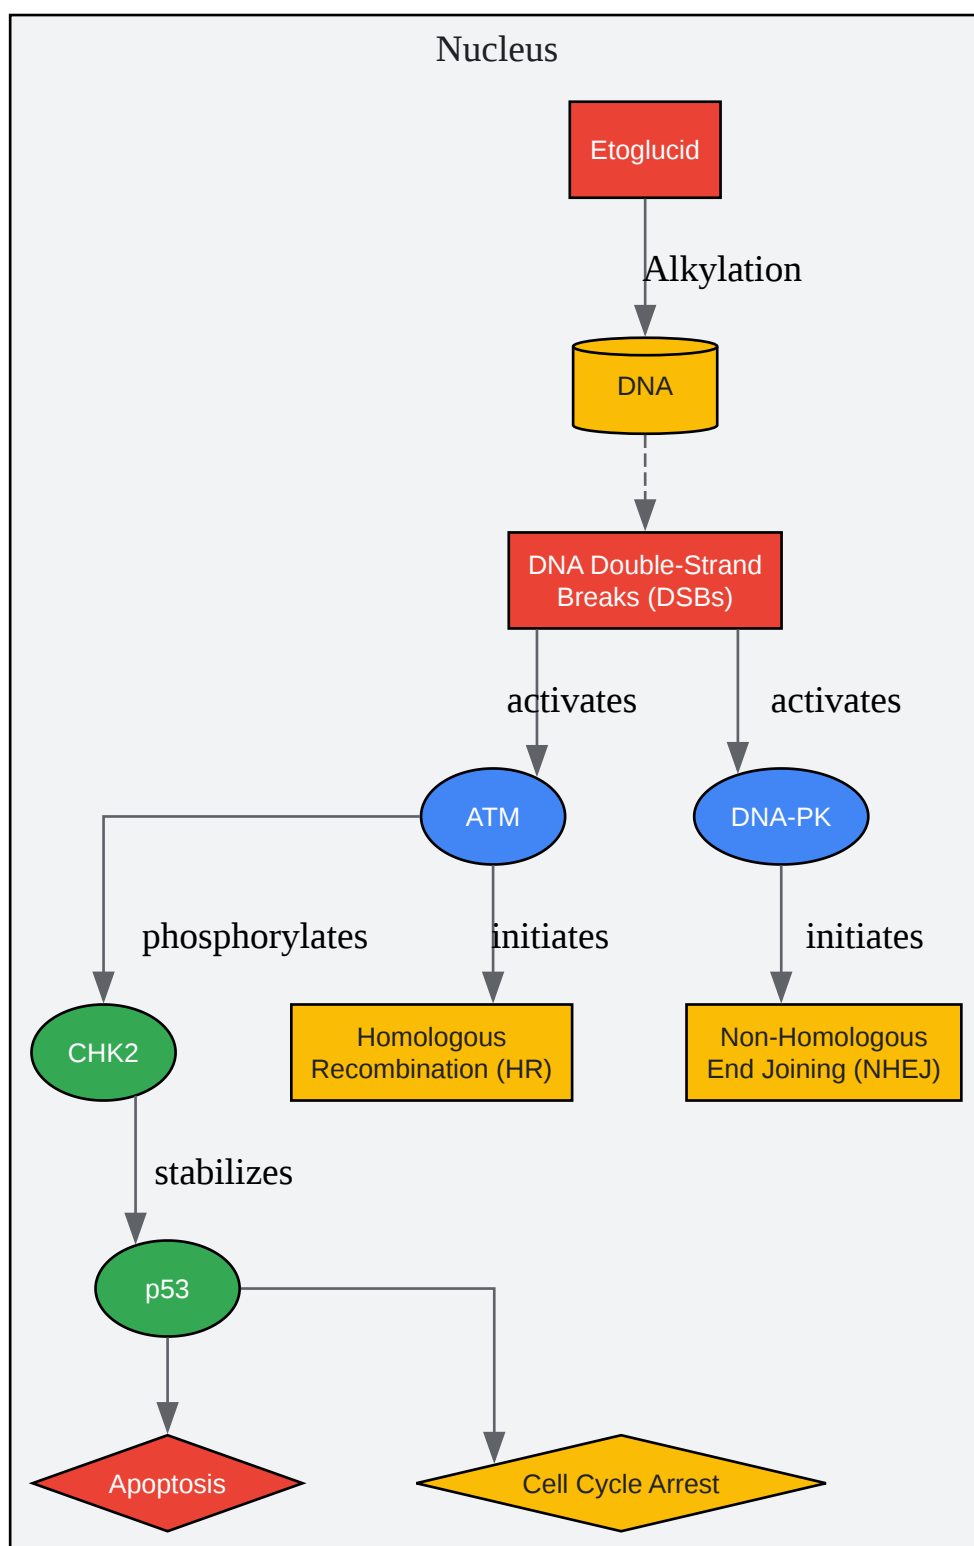 Nucleus
Etoglucid
Alkylation
DNA
DNA Double-Strand
Breaks (DSBs)
activates
activates
ATM
DNA-PK
phosphorylates
initiates
initiates
CHK2
Homologous
Recombination (HR)
Non-Homologous
End Joining (NHEJ)
stabilizes
p53
Apoptosis
Cell Cycle Arrest